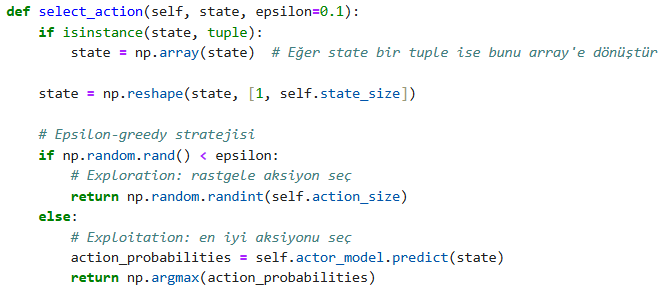 def select_action(self, state, epsilon=0.1):
    if isinstance(state, tuple):
        state = np.array(state)  # Eğer state bir tuple ise bunu array'e dönüştür

    state = np.reshape(state, [1, self.state_size])

    # Epsilon-greedy stratejisi
    if np.random.rand() < epsilon:
        # Exploration: rastgele aksiyon seç
        return np.random.randint(self.action_size)
    else:
        # Exploitation: en iyi aksiyonu seç
        action_probabilities = self.actor_model.predict(state)
        return np.argmax(action_probabilities)